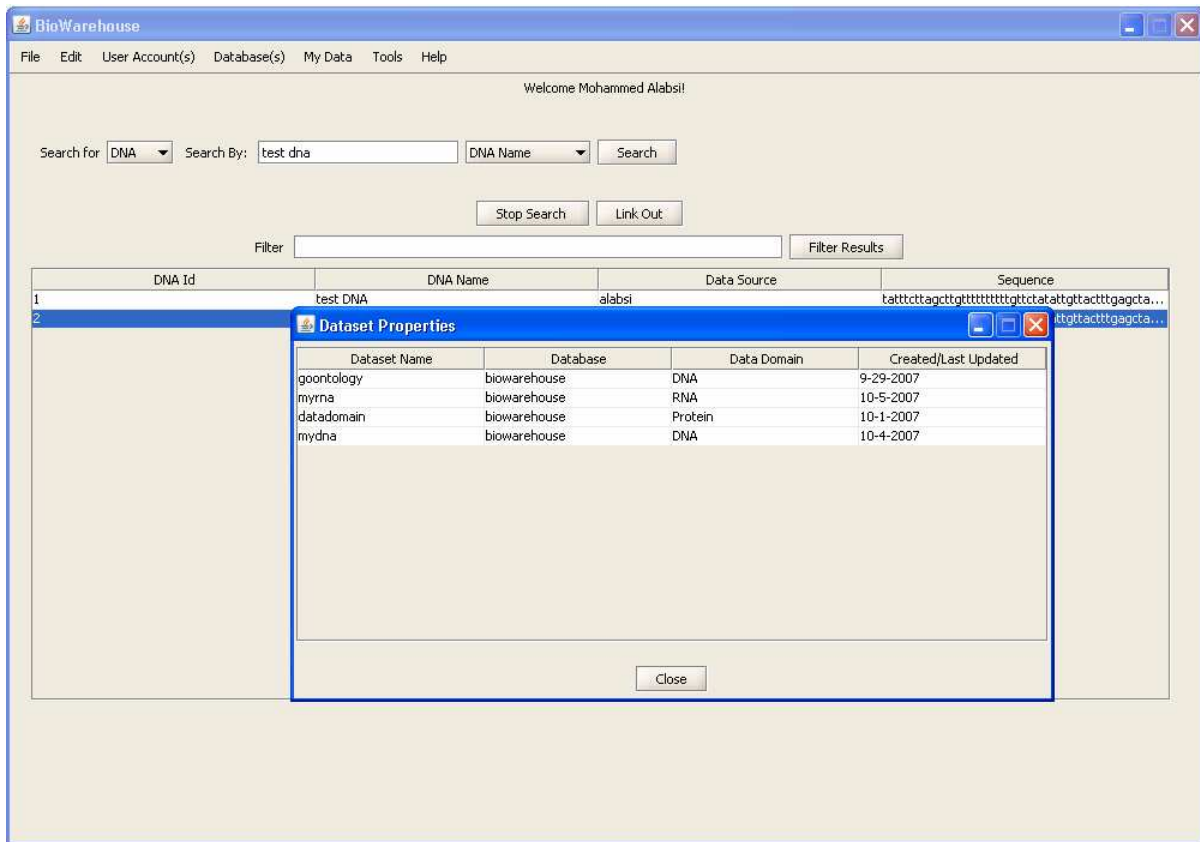 BioWarehouse
File Edit User Account(s) Database(s) My Data Tools Help
Welcome Mohammed Alabsi!
Search for DNA Search By: test dna DNA Name Search
Stop Search Link Out
Filter Filter Results
DNA Id DNA Name Data Source Sequence
1 test DNA alabsi tatttcttagcttgttttttttttgttctatattgttactttgagcta...
2 attgttactttgagcta...
Dataset Properties
Dataset Name Database Data Domain Created/Last Updated
goontology biowarehouse DNA 9-29-2007
myrna biowarehouse RNA 10-5-2007
datadomain biowarehouse Protein 10-1-2007
mydna biowarehouse DNA 10-4-2007
Close